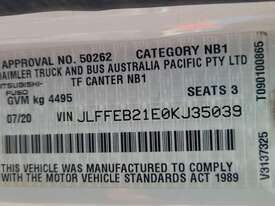 APPROVAL NO. 50262 CATEGORY NB1
DAIMLER TRUCK AND BUS AUSTRALIA PACIFIC PTY LTD
MITSUBISHI- TF CANTER NB1
FUSO
GVM kg 4495 SEATS 3
07/20 VIN JLFFEB21E0KJ35039
THIS VEHICLE WAS MANUFACTURED TO COMPLY
WITH THE MOTOR VEHICLE STANDARDS ACT 1989
T090100865
V3137325